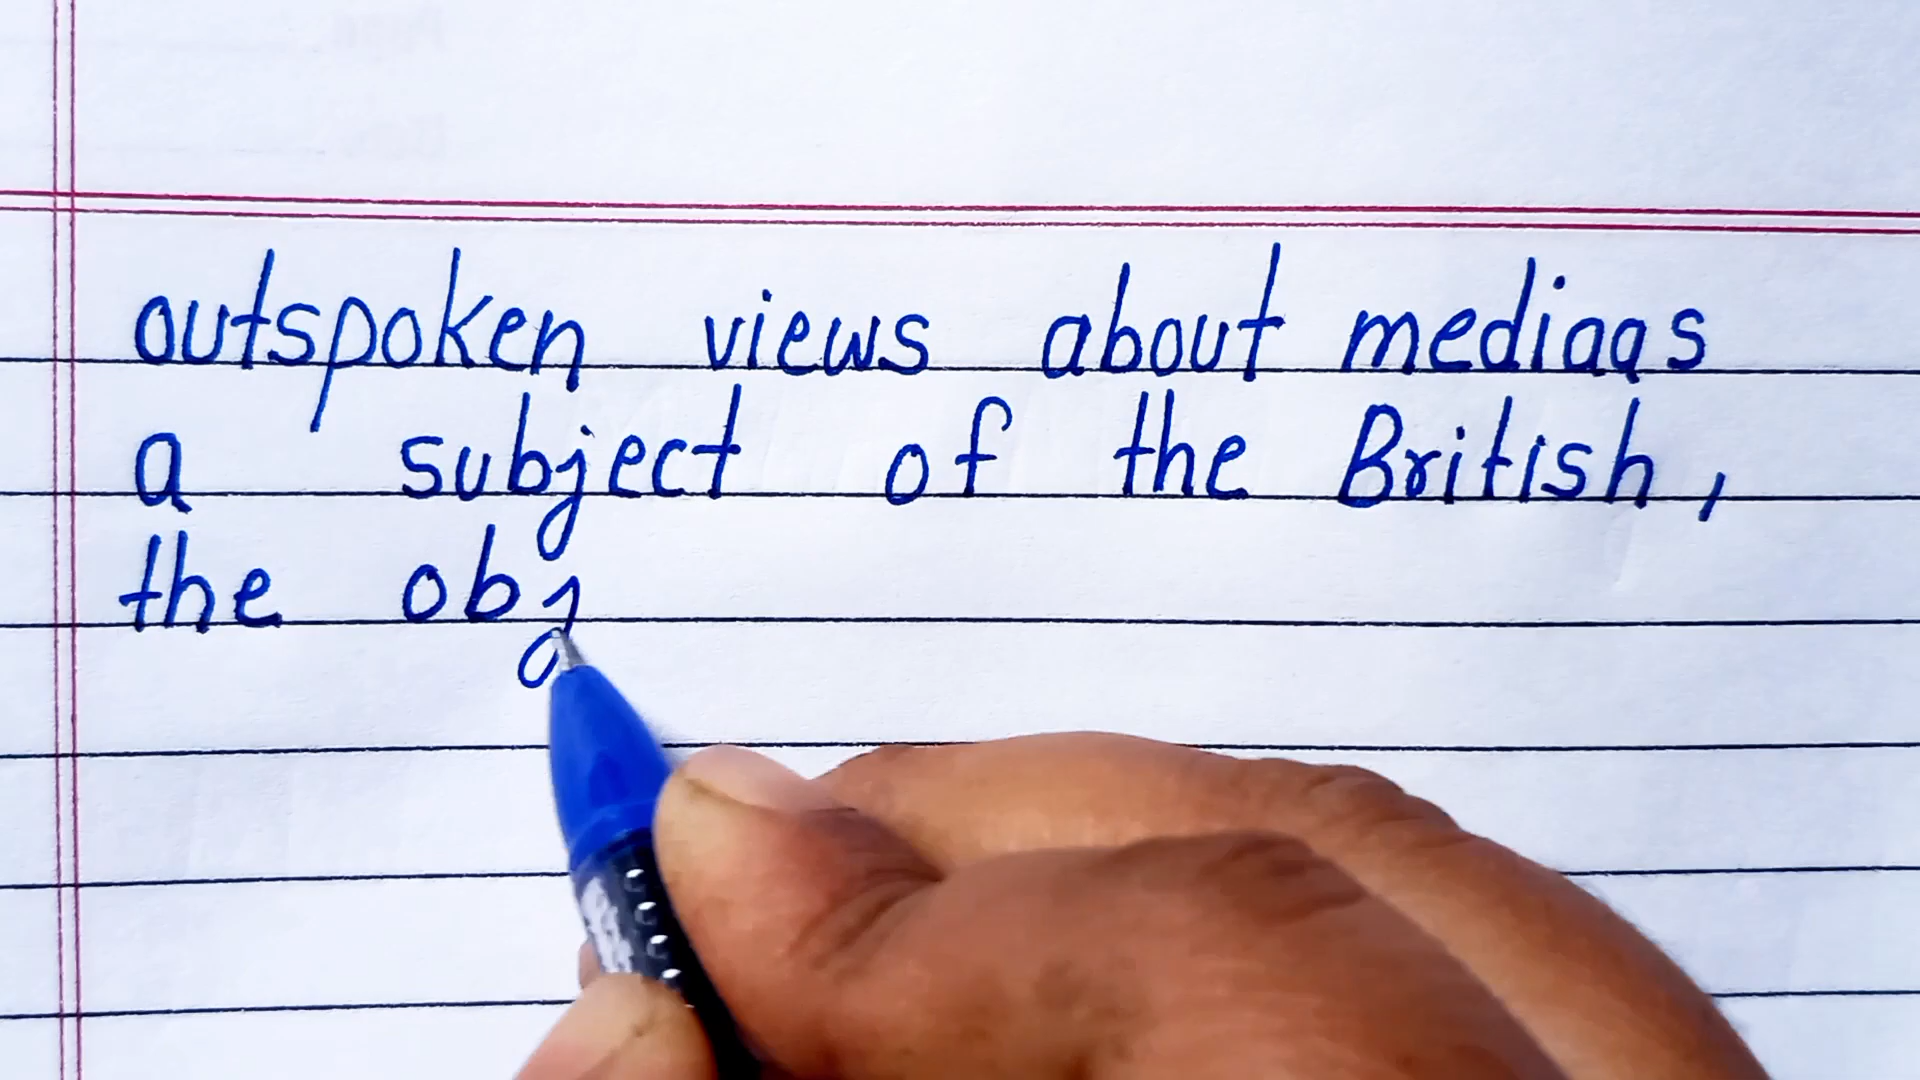 outspoken views about mediaas
a subject of the British,
the obj